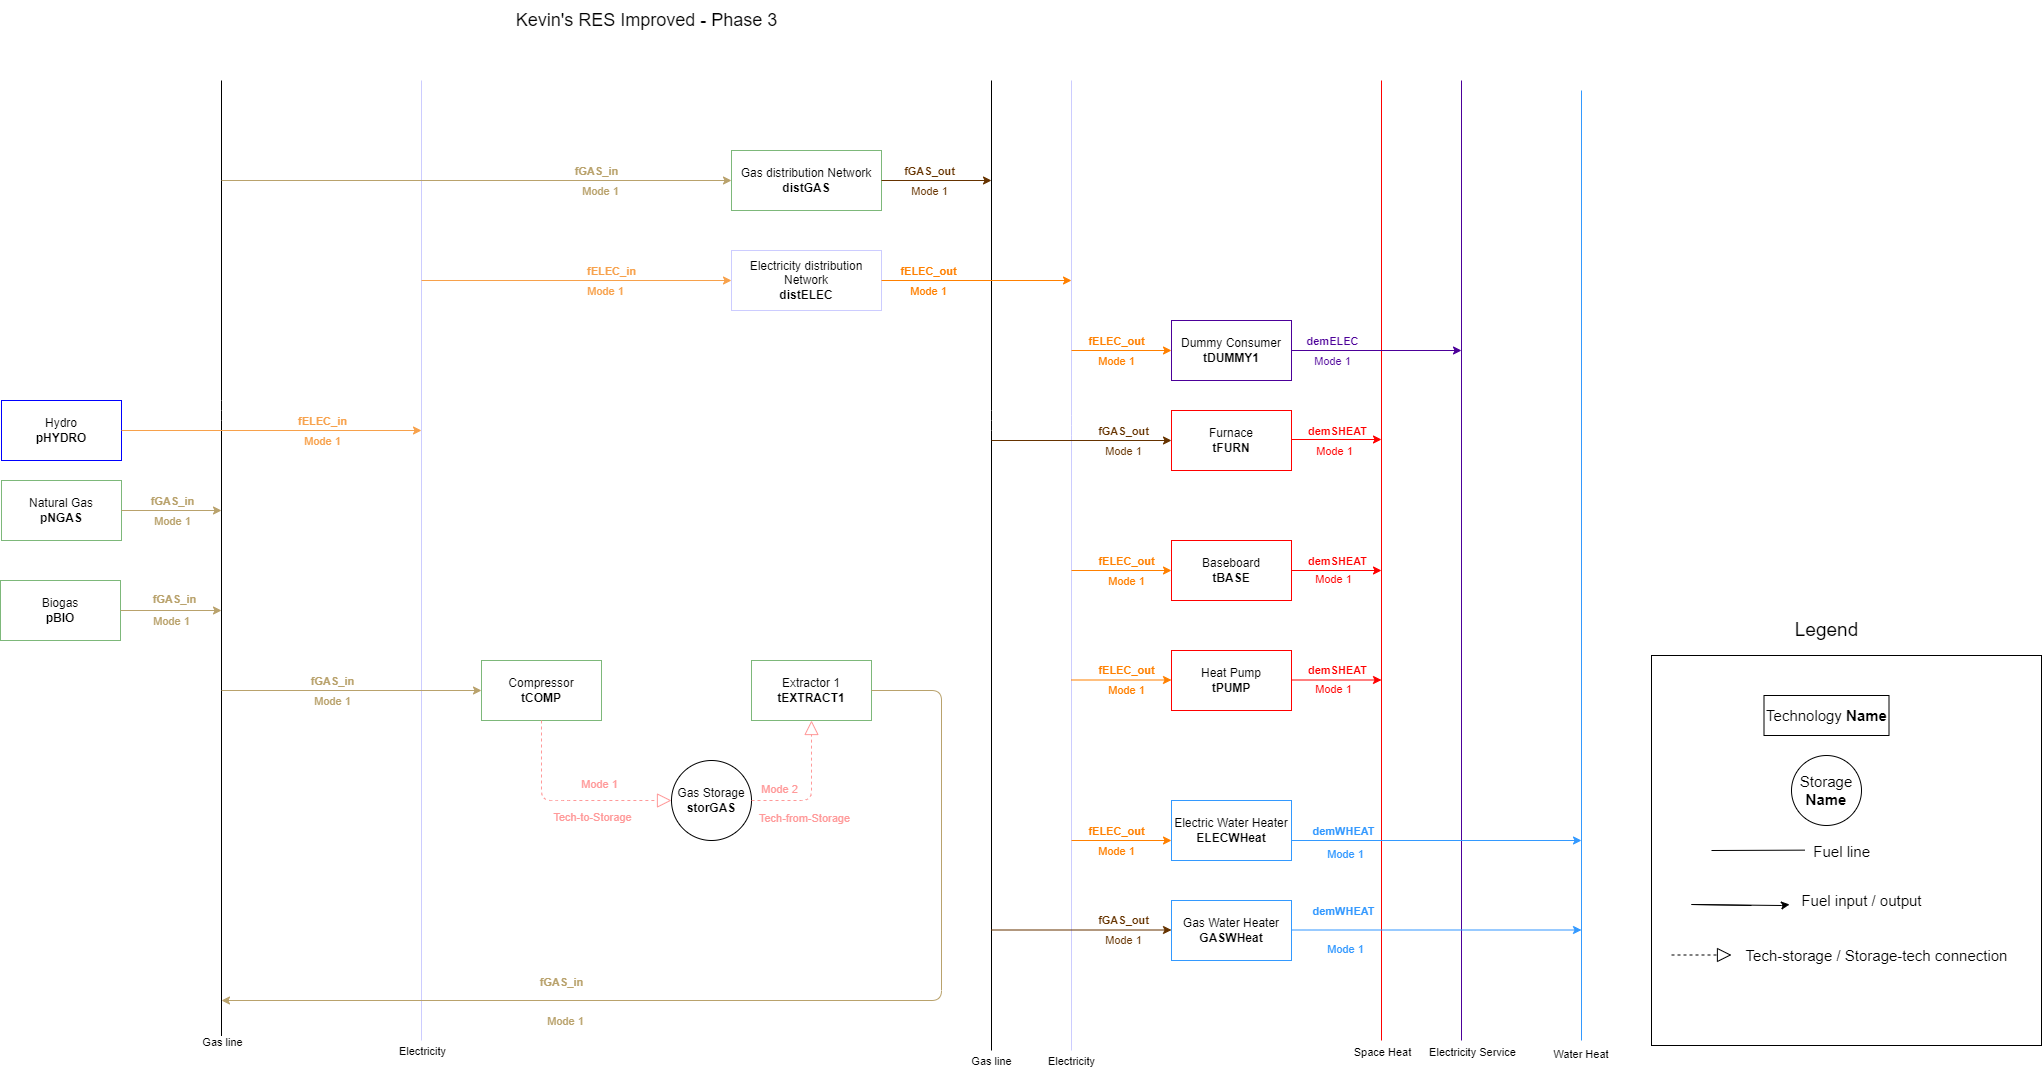 Kevin's RES Improved - Phase 3
fGAS_in
Mode 1
Gas distribution Network
distGAS
fGAS_out
Mode 1
fELEC_in
Mode 1
Electricity distribution
Network
distELEC
fELEC_out
Mode 1
fELEC_out
Mode 1
Dummy Consumer
tDUMMY1
demELEC
Mode 1
Hydro
pHYDRO
fELEC_in
Mode 1
fGAS_out
Mode 1
Furnace
tFURN
demSHEAT
Mode 1
Natural Gas
pNGAS
fGAS_in
Mode 1
fELEC_out
Mode 1
Baseboard
tBASE
demSHEAT
Mode 1
Biogas
pBIO
fGAS_in
Mode 1
fGAS_in
Mode 1
Compressor
tCOMP
Extractor 1
tEXTRACT1
fELEC_out
Mode 1
Heat Pump
tPUMP
demSHEAT
Mode 1
Mode 1
Tech-to-Storage
Gas Storage
storGAS
Mode 2
Tech-from-Storage
fELEC_out
Mode 1
Electric Water Heater
ELECWHeat
demWHEAT
Mode 1
fGAS_out
Mode 1
Gas Water Heater
GASWHeat
demWHEAT
Mode 1
fGAS_in
Mode 1
Gas line
Electricity
Gas line
Electricity
Space Heat
Electricity Service
Water Heat
Legend
Technology Name
Storage
Name
Fuel line
Fuel input / output
Tech-storage / Storage-tech connection